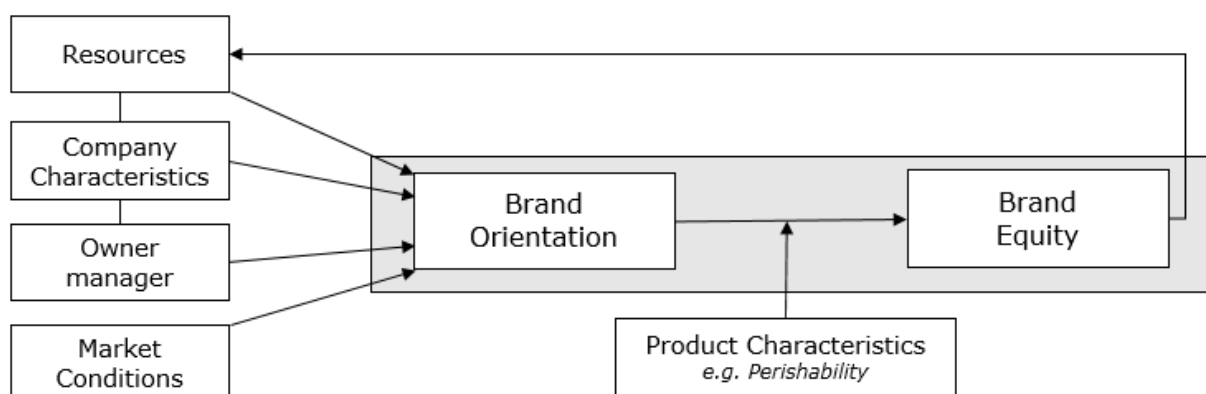 Resources
Company
Characteristics
Owner
manager
Market
Conditions
Brand
Orientation
Brand
Equity
Product Characteristics
e.g. Perishability